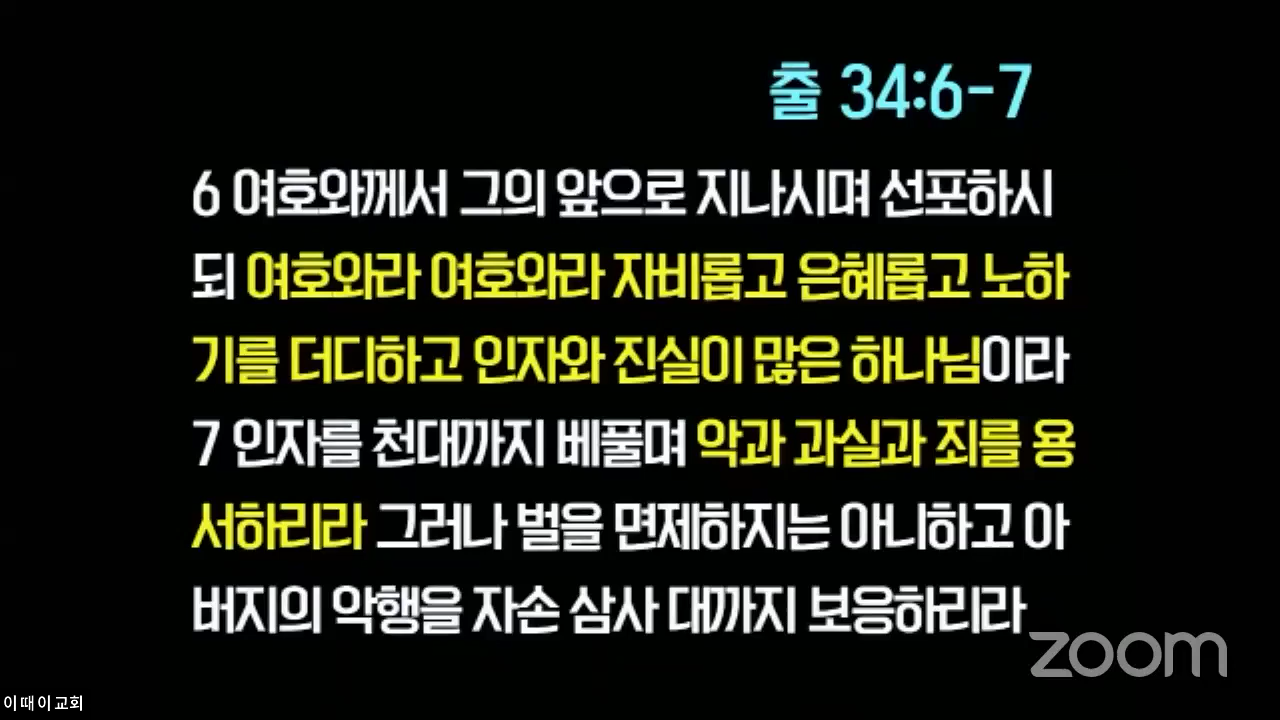 출 34:6-7
6 여호와께서 그의 앞으로 지나시며 선포하시
되 여호와라 여호와라 자비롭고 은혜롭고 노하
기를 더디하고 인자와 진실이 많은 하나님이라
7 인자를 천대까지 베풀며 악과 과실과 죄를 용
서하리라 그러나 벌을 면제하지는 아니하고 아
버지의 악행을 자손 삼사 대까지 보응하리라
zoom
이 때 이 교회